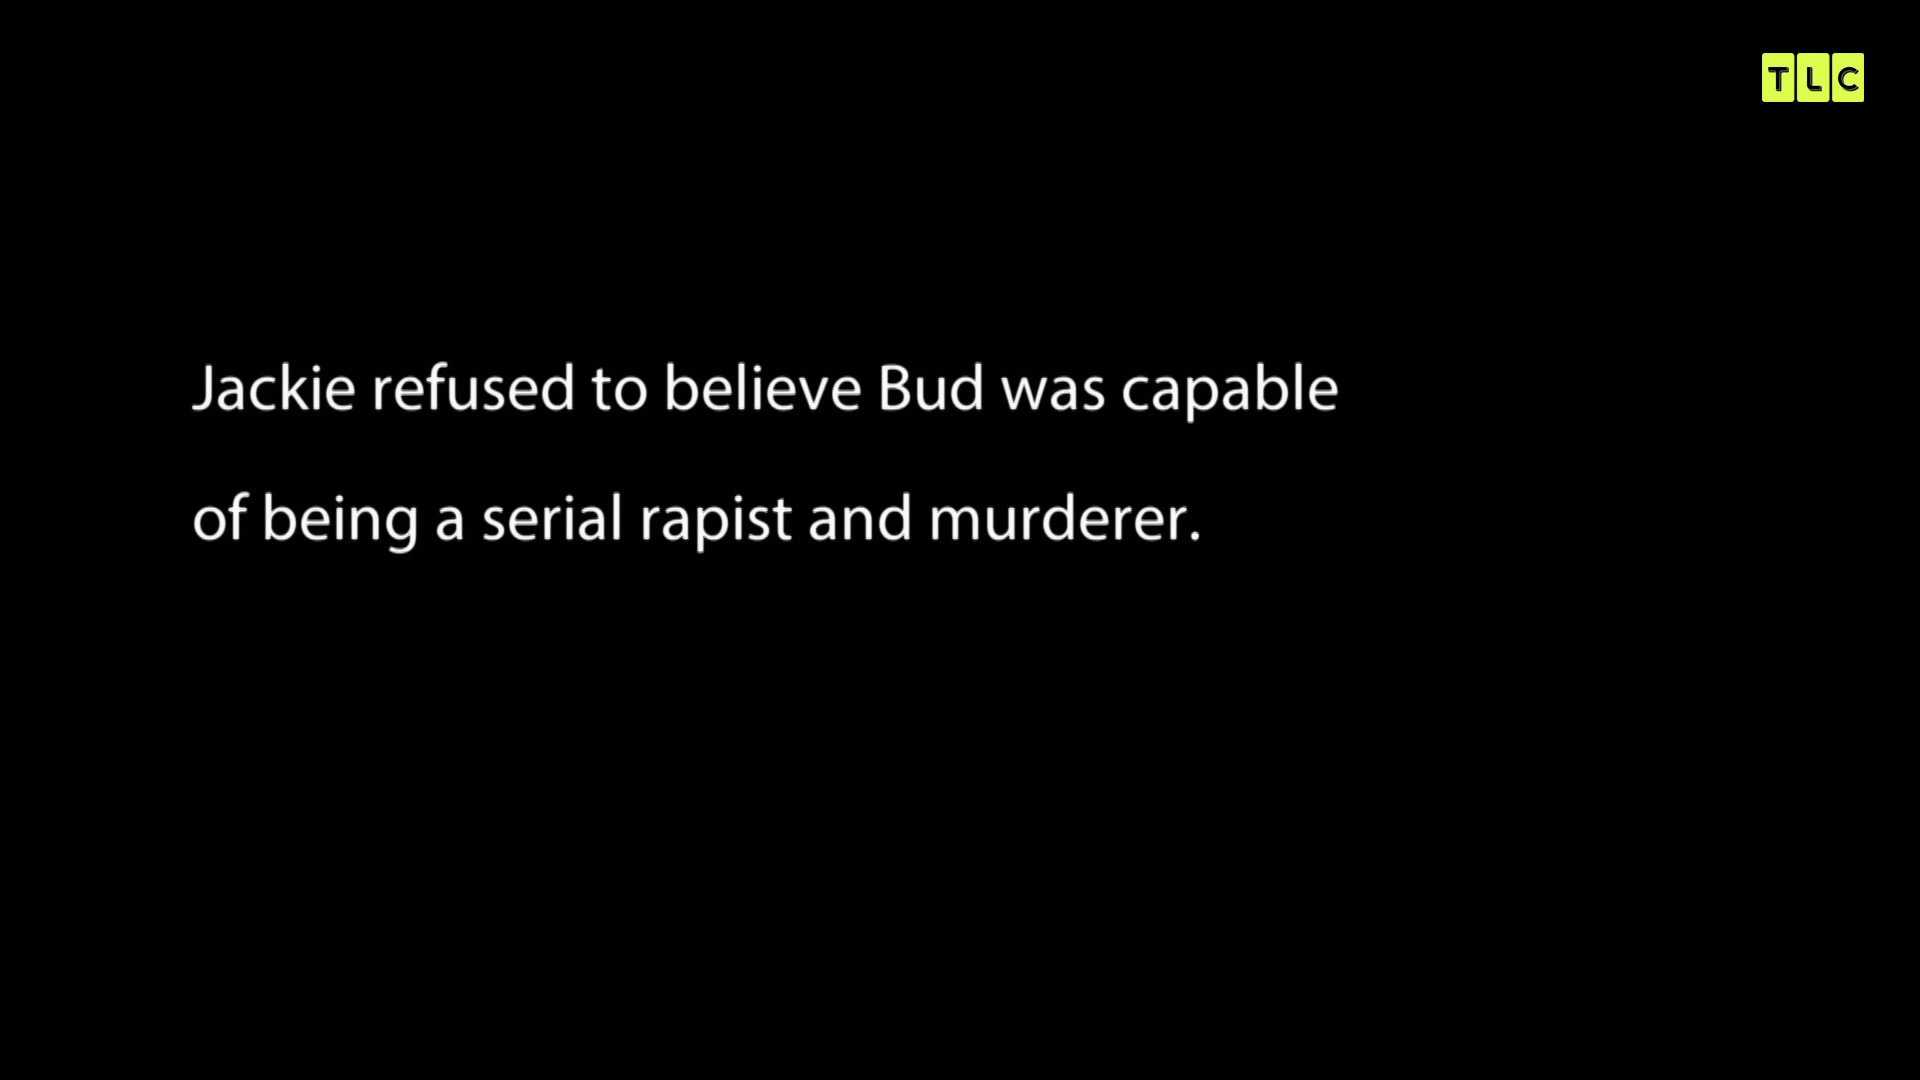 TLC
Jackie refused to believe Bud was capable
of being a serial rapist and murderer.